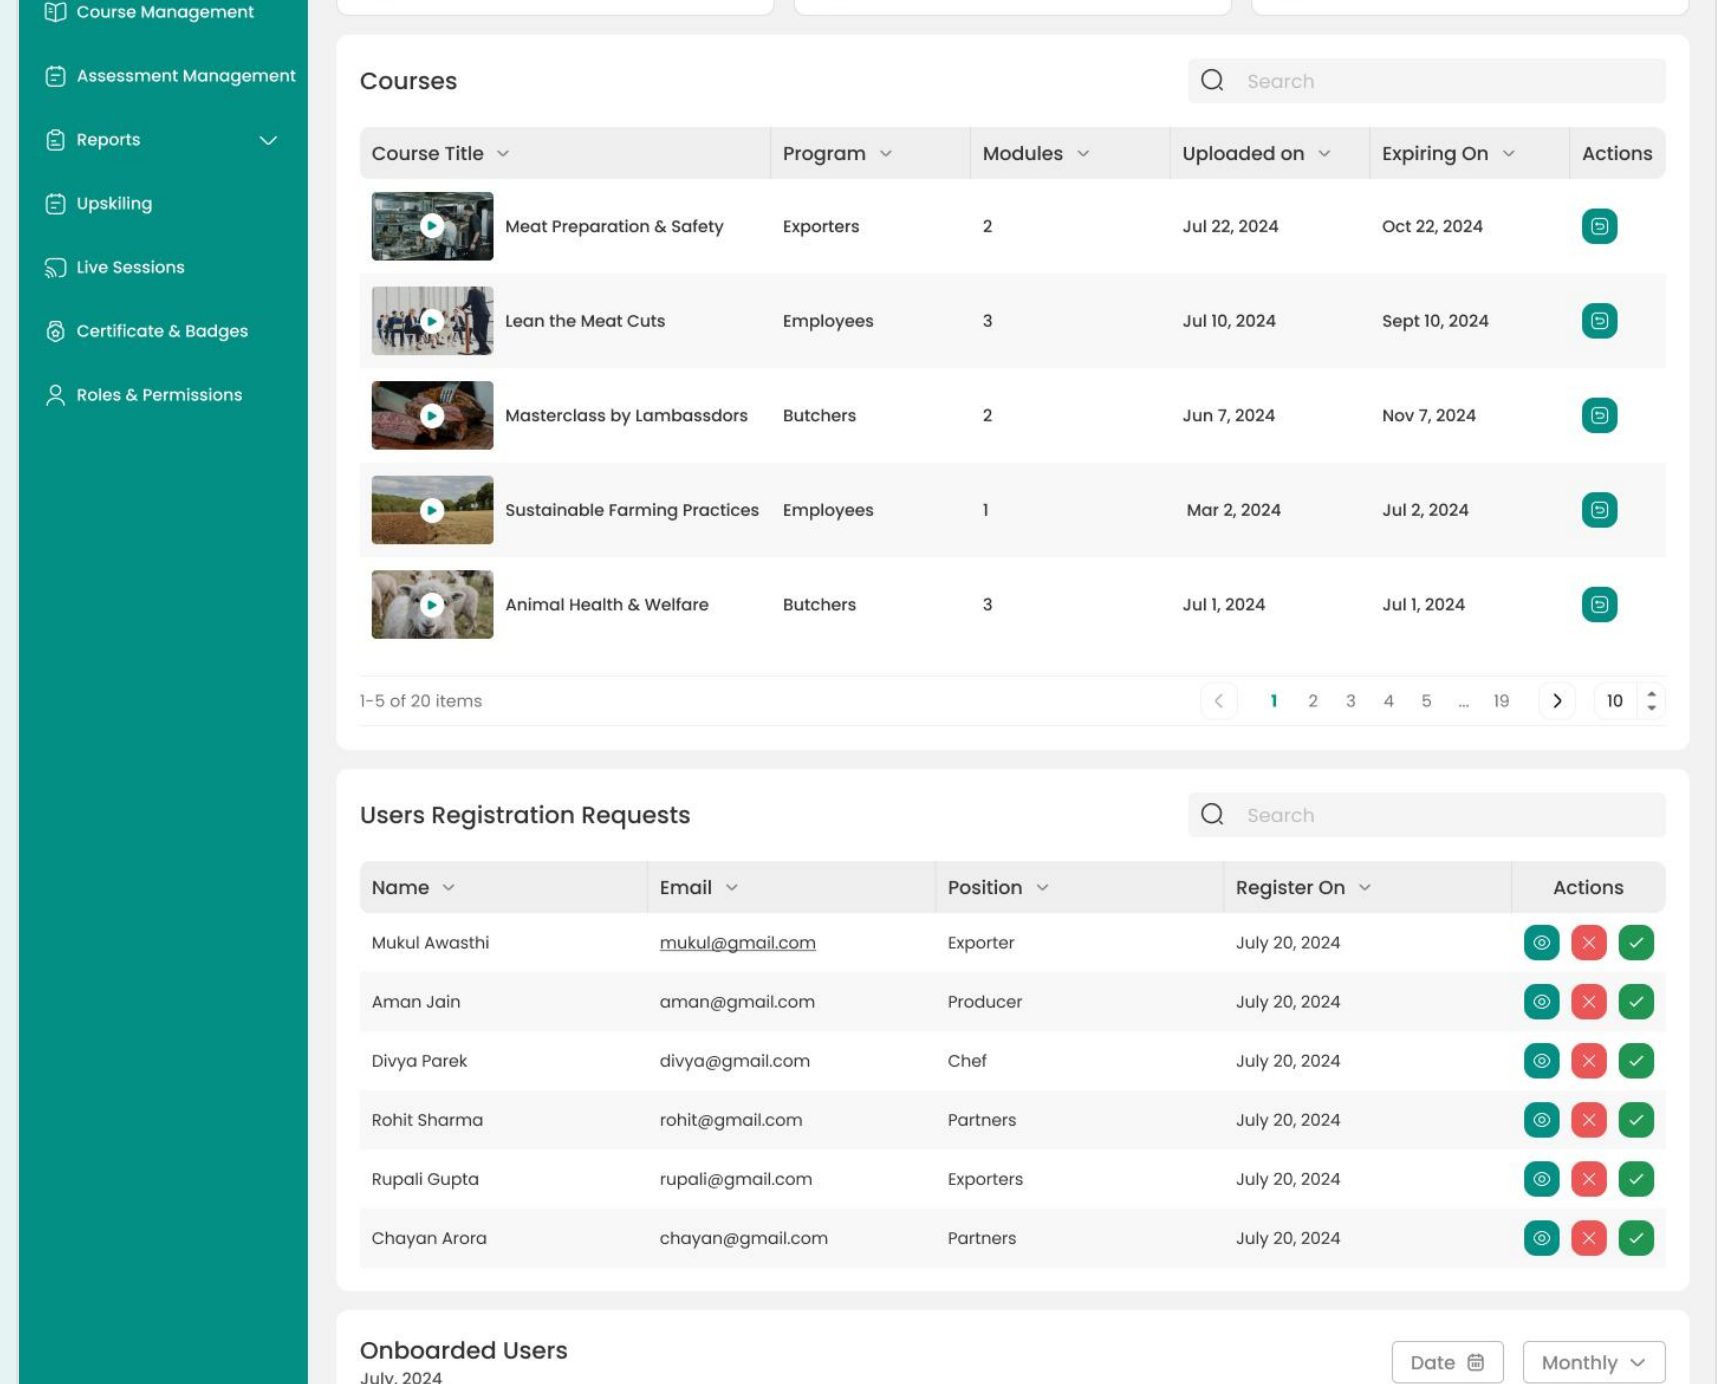 Course Management
Assessment Management
Reports
Upskiling
Live Sessions
Certificate & Badges
Roles & Permissions
Courses
Search
Course Title Program Modules Uploaded on Expiring On Actions
Meat Preparation & Safety Exporters 2 Jul 22, 2024 Oct 22, 2024
Lean the Meat Cuts Employees 3 Jul 10, 2024 Sept 10, 2024
Masterclass by Lambassdors Butchers 2 Jun 7, 2024 Nov 7, 2024
Sustainable Farming Practices Employees 1 Mar 2, 2024 Jul 2, 2024
Animal Health & Welfare Butchers 3 Jul 1, 2024 Jul 1, 2024
1-5 of 20 items 1 2 3 4 5 ... 19 10
Users Registration Requests
Search
Name Email Position Register On Actions
Mukul Awasthi mukul@gmail.com Exporter July 20, 2024
Aman Jain aman@gmail.com Producer July 20, 2024
Divya Parek divya@gmail.com Chef July 20, 2024
Rohit Sharma rohit@gmail.com Partners July 20, 2024
Rupali Gupta rupali@gmail.com Exporters July 20, 2024
Chayan Arora chayan@gmail.com Partners July 20, 2024
Onboarded Users
July, 2024
Date Monthly